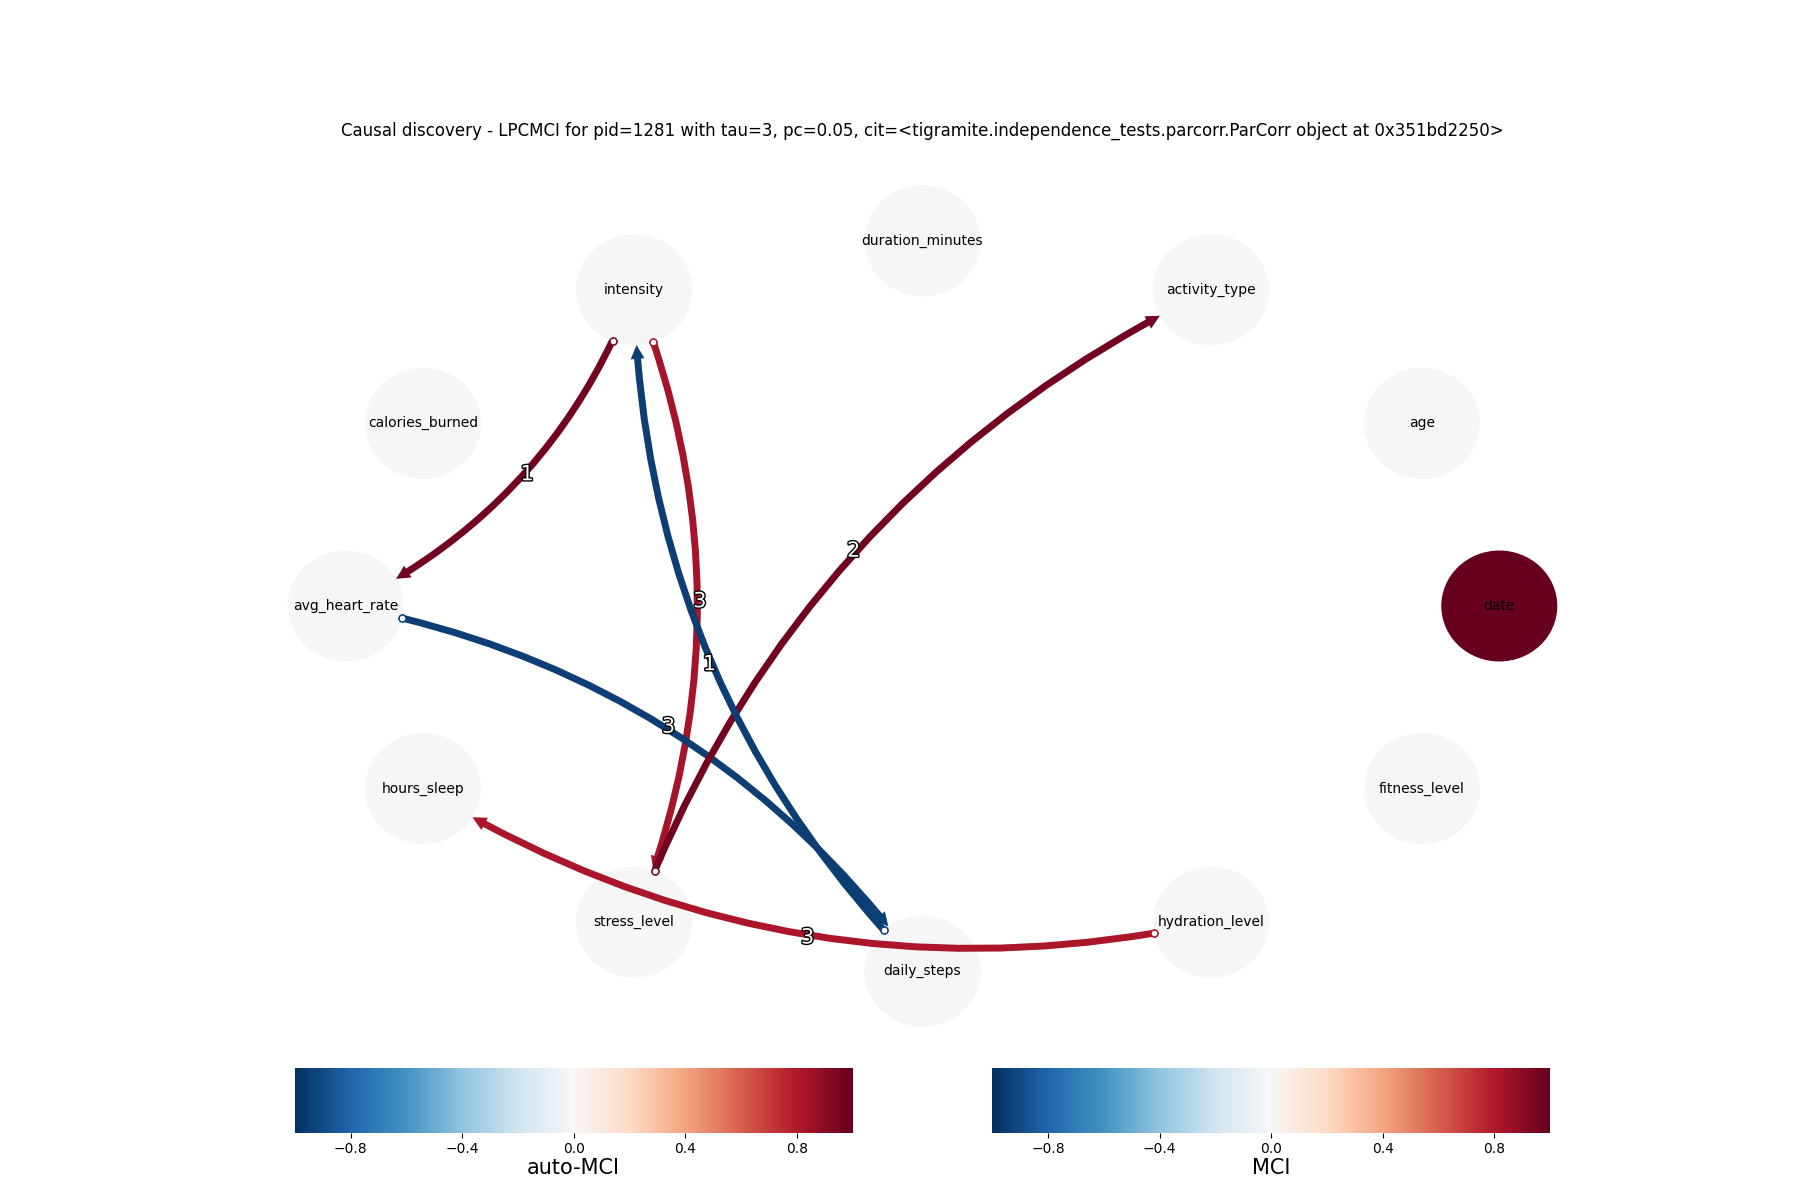 Causal discovery - LPCMCI for pid=1281 with tau=3, pc=0.05, cit=<tigramite.independence_tests.parcorr.ParCorr object at 0x351bd2250>
duration_minutes
intensity
activity_type
calories_burned
age
1
2
3
avg_heart_rate
date
1
3
hours_sleep
fitness_level
stress_level
hydration_level
3
daily_steps
−0.8 −0.4 0.0 0.4 0.8
auto-MCI
−0.8 −0.4 0.0 0.4 0.8
MCI